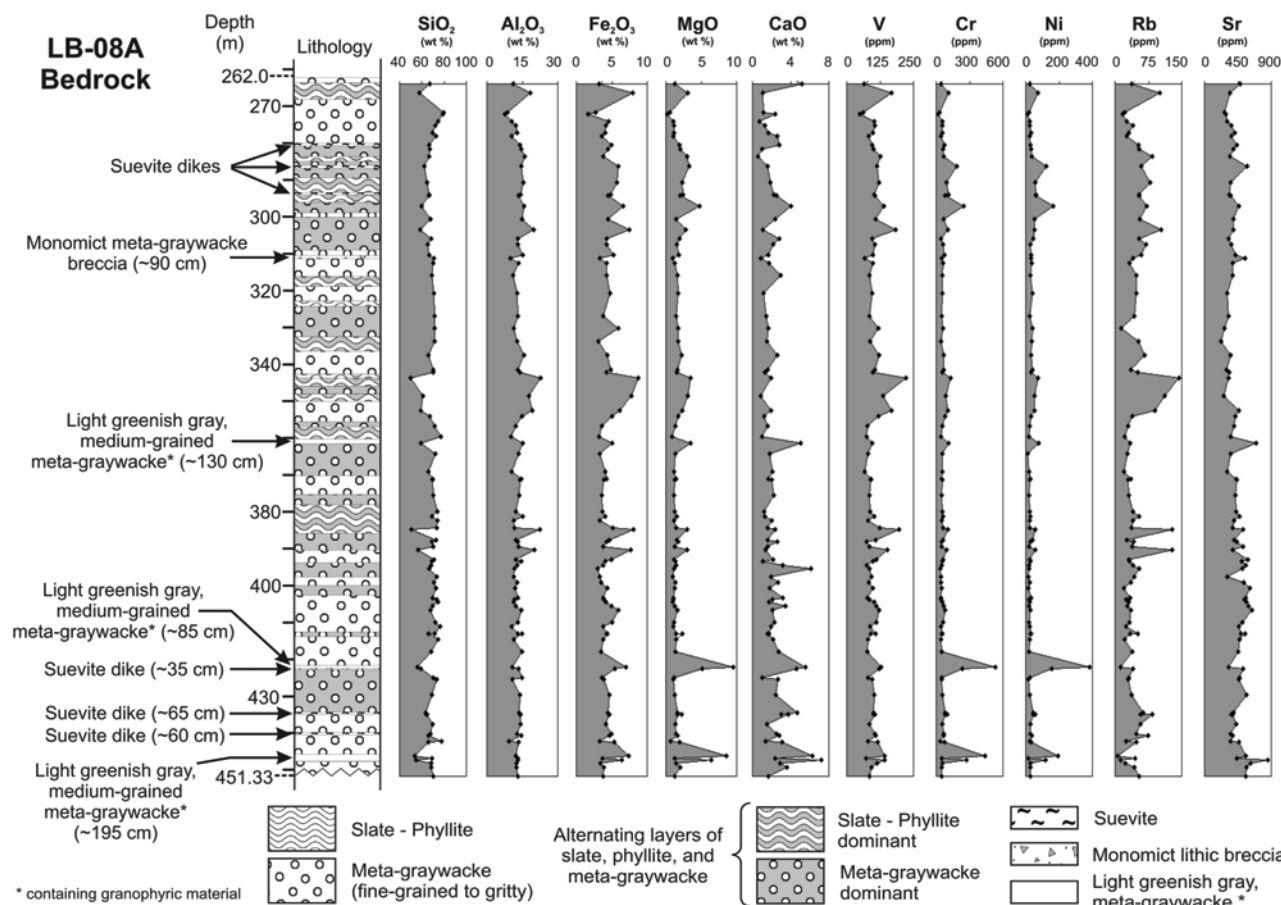 LB-08A
Bedrock
Depth
(m)
Lithology
SiO₂
(wt %)
40 60 80 100
Al₂O₃
(wt %)
0 15 30
Fe₂O₃
(wt %)
0 5 10
MgO
(wt %)
0 5 10
CaO
(wt %)
0 4 8
V
(ppm)
0 125 250
Cr
(ppm)
0 300 600
Ni
(ppm)
0 200 400
Rb
(ppm)
0 75 150
Sr
(ppm)
0 450 900
262.0
270
Suevite dikes
300
Monomict meta-graywacke
breccia (~90 cm)
320
340
Light greenish gray,
medium-grained
meta-graywacke* (~130 cm)
380
400
Light greenish gray,
medium-grained
meta-graywacke* (~85 cm)
Suevite dike (~35 cm)
430
Suevite dike (~65 cm)
Suevite dike (~60 cm)
451.33
Light greenish gray,
medium-grained
meta-graywacke*
(~195 cm)
* containing granophyric material
Slate - Phyllite
Meta-graywacke
(fine-grained to gritty)
Alternating layers of
slate, phyllite, and
meta-graywacke
Slate - Phyllite
dominant
Meta-graywacke
dominant
Suevite
Monomict lithic breccia
Light greenish gray,
meta-graywacke *